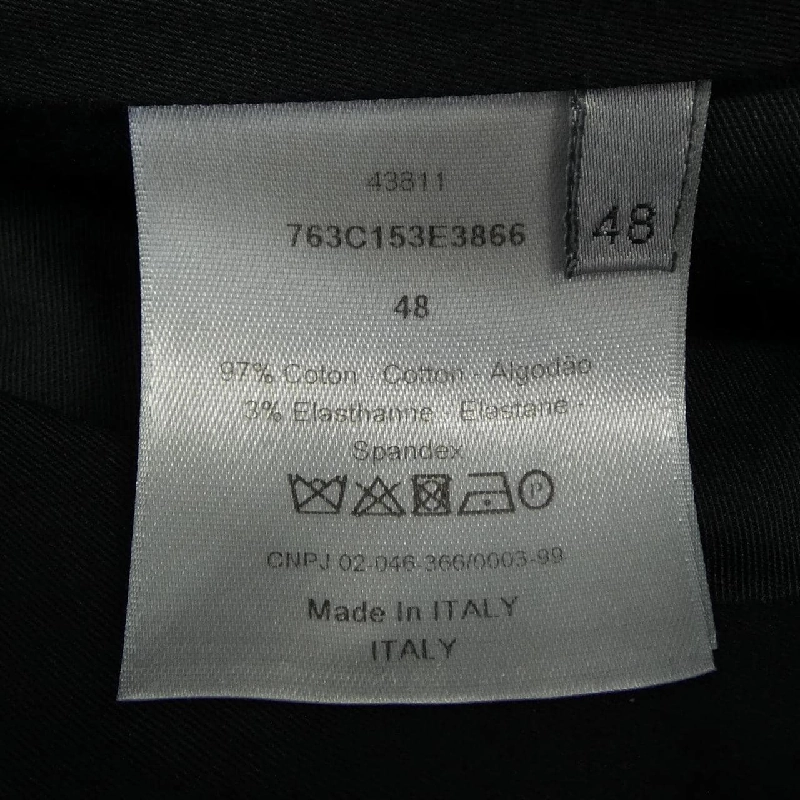 43811
763C153E3866
48
48
97% Coton - Cotton - Algodão
3% Elasthanne - Elastane -
Spandex
P
CNPJ 02-046-366/0003-99
Made In ITALY
ITALY